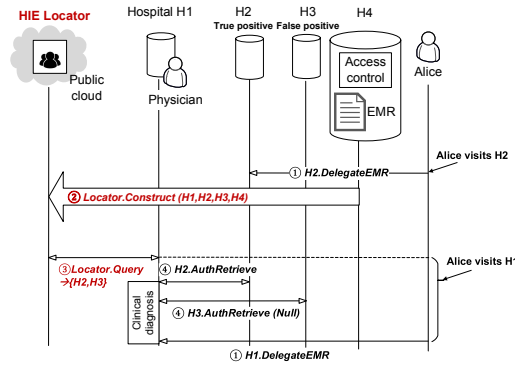 HIE Locator
Hospital H1
H2
H3
H4
True positive
False positive
Access
control
EMR
Alice
Public
cloud
Physician
Alice visits H2
① H2.DelegateEMR
② Locator.Construct (H1,H2,H3,H4)
③Locator.Query
→{H2,H3}
④ H2.AuthRetrieve
Alice visits H1
④ H3.AuthRetrieve (Null)
Clinical
diagnosis
① H1.DelegateEMR